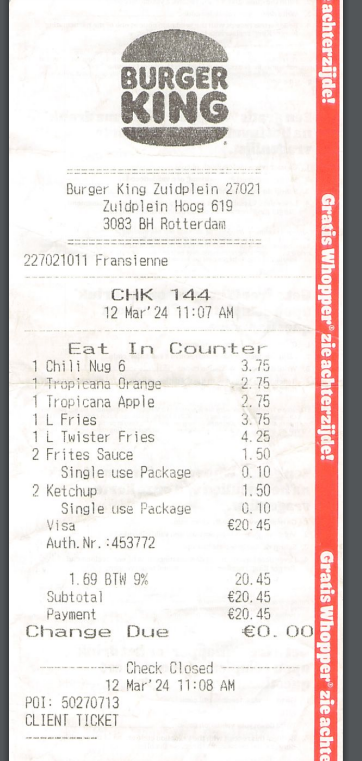 BURGER
KING
Burger King Zuidplein 27021
Zuidplein Hoog 619
3083 BH Rotterdam
227021011 Fransienne
CHK 144
12 Mar'24 11:07 AM
Eat In Counter
1 Chili Nug 6 3.75
1 Tropicana Orange 2.75
1 Tropicana Apple 2.75
1 L Fries 3.75
1 L Twister Fries 4.25
2 Frites Sauce 1.50
Single use Package 0.10
2 Ketchup 1.50
Single use Package 0.10
Visa €20.45
Auth.Nr.:453772
1.69 BTW 9% 20.45
Subtotal €20.45
Payment €20.45
Change Due €0.00
---------- Check Closed ----------
12 Mar'24 11:08 AM
POI: 50270713
CLIENT TICKET
achterzijde!
Gratis Whopper® zie achterzijde!
Gratis Whopper® zie achte